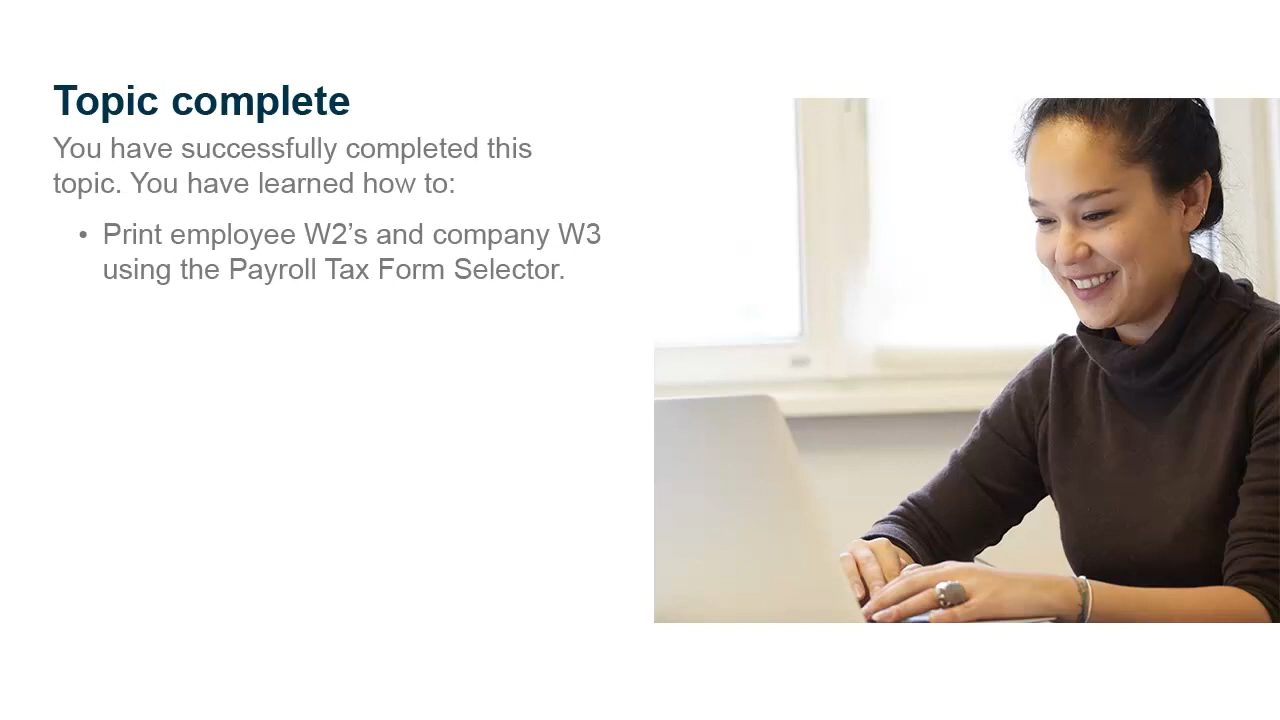 Topic complete
You have successfully completed this
topic. You have learned how to:
• Print employee W2’s and company W3
using the Payroll Tax Form Selector.